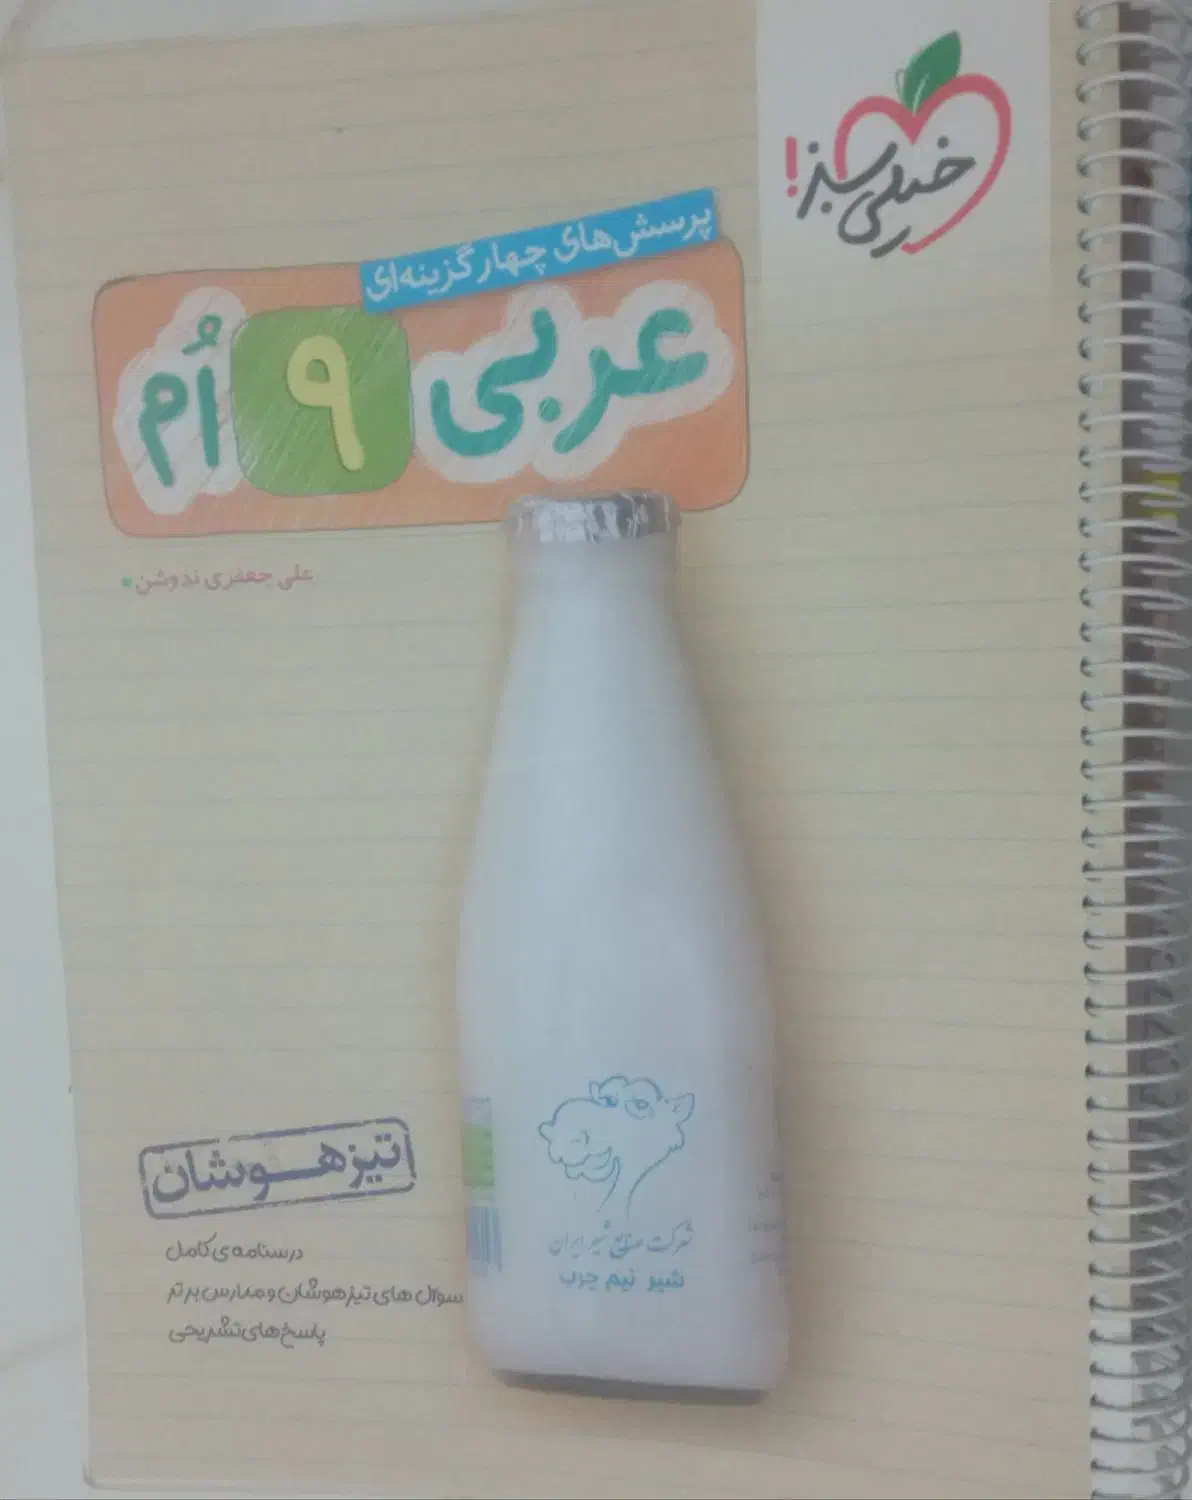 خیلی سبز!
پرسش‌های چهارگزینه‌ای
عربی ۹ اُم
علی جعفری ندوشن
تیزهوشان
درسنامه‌ی کامل
سوال‌های تیزهوشان و مدارس برتر
پاسخ‌های تشریحی
شرکت صنایع شیر ایران
شیر نیم چرب